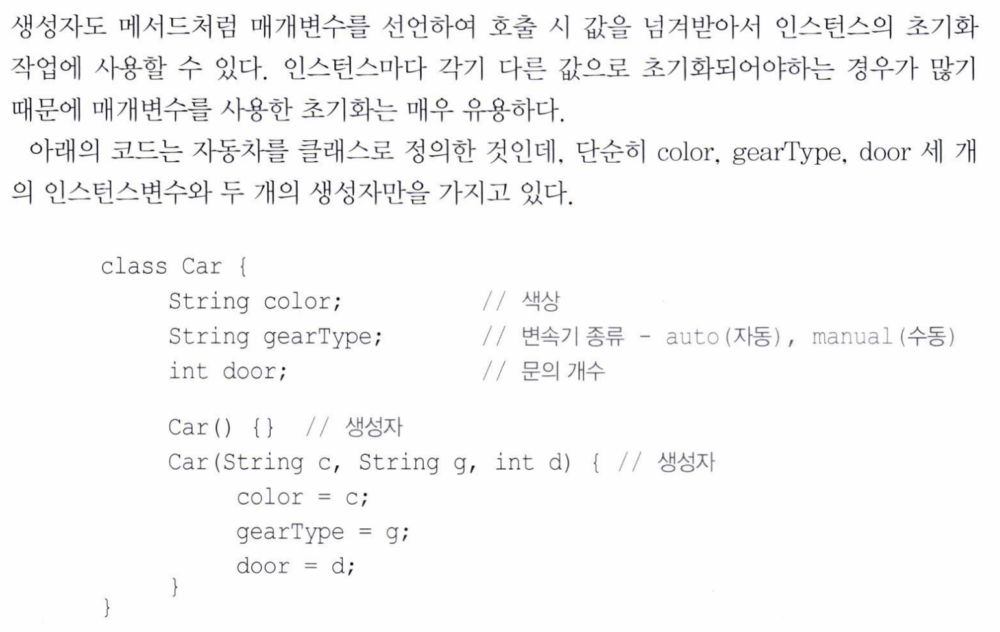 생성자도 메서드처럼 매개변수를 선언하여 호출 시 값을 넘겨받아서 인스턴스의 초기화
작업에 사용할 수 있다. 인스턴스마다 각기 다른 값으로 초기화되어야하는 경우가 많기
때문에 매개변수를 사용한 초기화는 매우 유용하다.
아래의 코드는 자동차를 클래스로 정의한 것인데, 단순히 color, gearType, door 세 개
의 인스턴스변수와 두 개의 생성자만을 가지고 있다.
class Car {
String color; // 색상
String gearType; // 변속기 종류 - auto(자동), manual(수동)
int door; // 문의 개수
Car() {} // 생성자
Car(String c, String g, int d) { // 생성자
color = c;
gearType = g;
door = d;
}
}